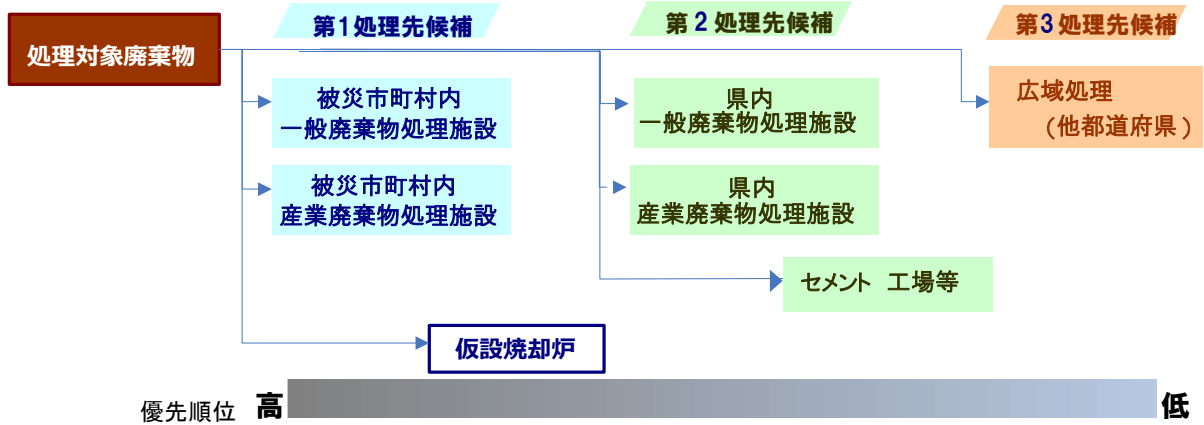 処理対象廃棄物
第1処理先候補
第2処理先候補
第3処理先候補
被災市町村内
一般廃棄物処理施設
県内
一般廃棄物処理施設
広域処理
(他都道府県)
被災市町村内
産業廃棄物処理施設
県内
産業廃棄物処理施設
セメント 工場等
仮設焼却炉
優先順位 高 低